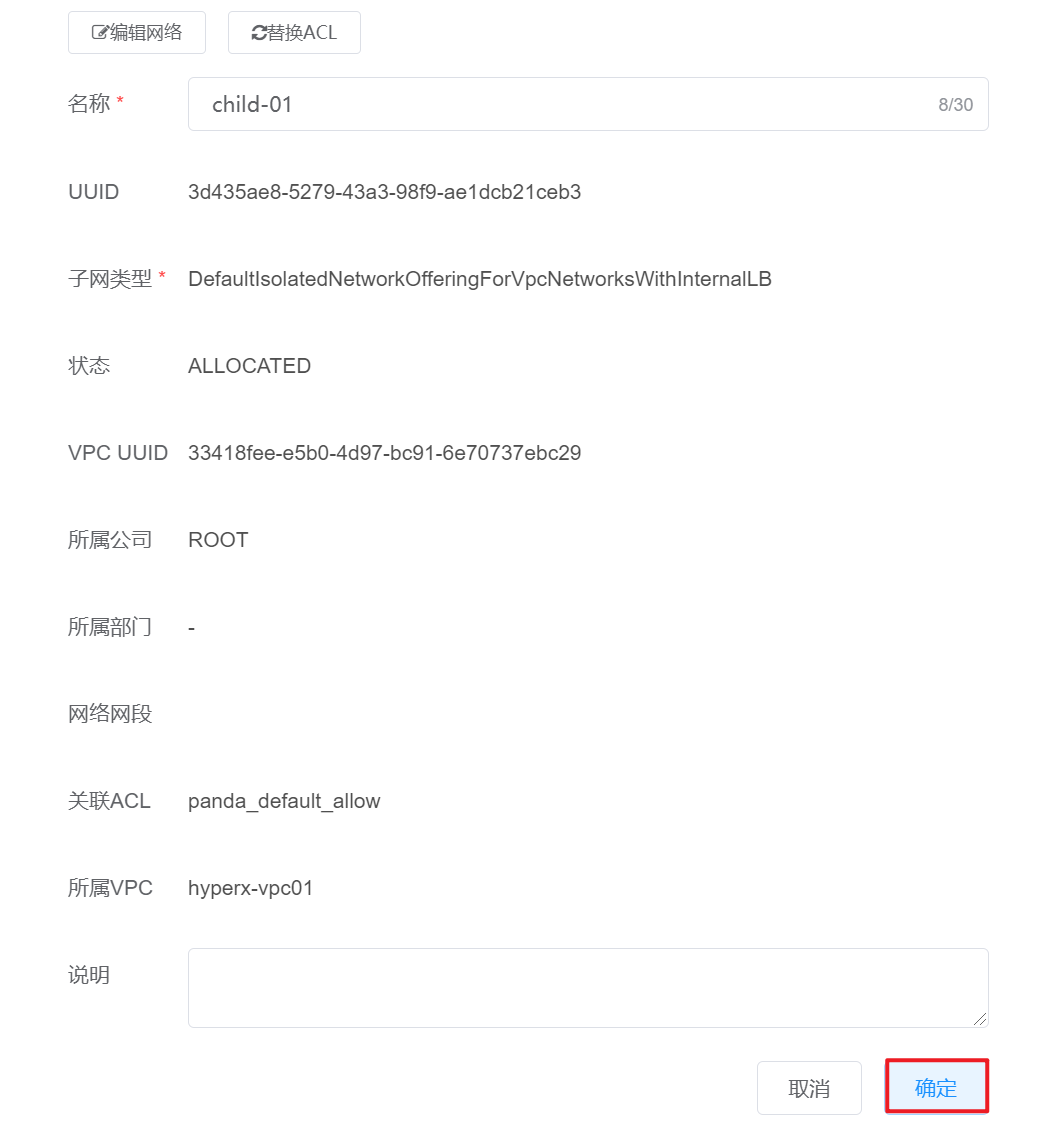 编辑网络 替换ACL
名称 * child-01 8/30
UUID 3d435ae8-5279-43a3-98f9-ae1dcb21ceb3
子网类型 * DefaultIsolatedNetworkOfferingForVpcNetworksWithInternalLB
状态 ALLOCATED
VPC UUID 33418fee-e5b0-4d97-bc91-6e70737ebc29
所属公司 ROOT
所属部门 -
网络网段
关联ACL panda_default_allow
所属VPC hyperx-vpc01
说明
取消 确定